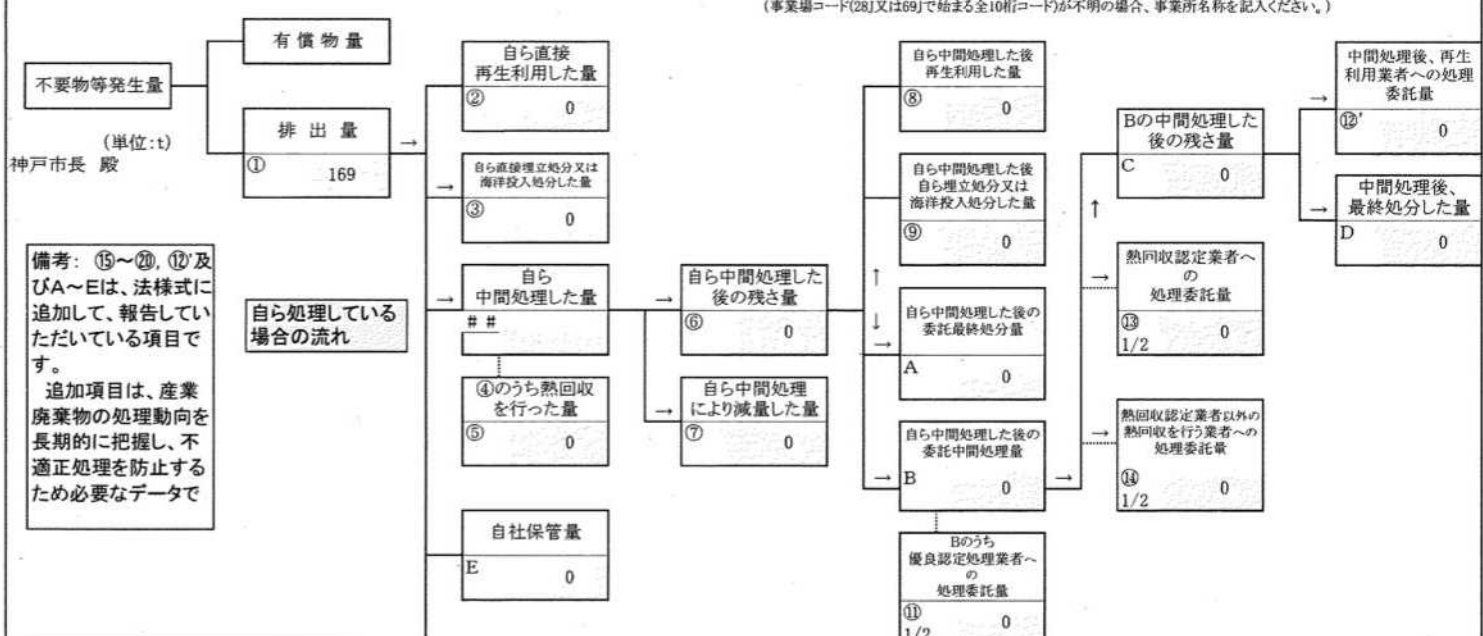 (事業場コード(28」又は69」で始まる全10桁コード)が不明の場合、事業所名称を記入ください。)
不要物等発生量
有償物量
排出量
①
169
(単位:t)
神戸市長 殿
備考: ⑮~⑳, ⑫'及
びA~Eは、法様式に
追加して、報告してい
ただいている項目で
す。
追加項目は、産業
廃棄物の処理動向を
長期的に把握し、不
適正処理を防止する
ため必要なデータで
自ら処理している
場合の流れ
→
自ら直接
再生利用した量
②
0
→
自ら直接埋立処分又は
海洋投入処分した量
③
0
→
自ら
中間処理した量
# #
④のうち熱回収
を行った量
⑤
0
自社保管量
E
0
→
自ら中間処理した
後の残さ量
⑥
0
→
自ら中間処理
により減量した量
⑦
0
自ら中間処理した後
再生利用した量
⑧
0
自ら中間処理した後
自ら埋立処分又は
海洋投入処分した量
⑨
0
↑
↓
→
自ら中間処理した後の
委託最終処分量
A
0
→
自ら中間処理した後の
委託中間処理量
B
0
Bのうち
優良認定処理業者へ
の
処理委託量
⑪
1/2
0
→
↑
Bの中間処理した
後の残さ量
C
0
→
熱回収認定業者へ
の
処理委託量
⑬
1/2
0
→
熱回収認定業者以外の
熱回収を行う業者への
処理委託量
⑭
1/2
0
→
中間処理後、再生
利用業者への処理
委託量
⑫'
0
→
中間処理後、
最終処分した量
D
0